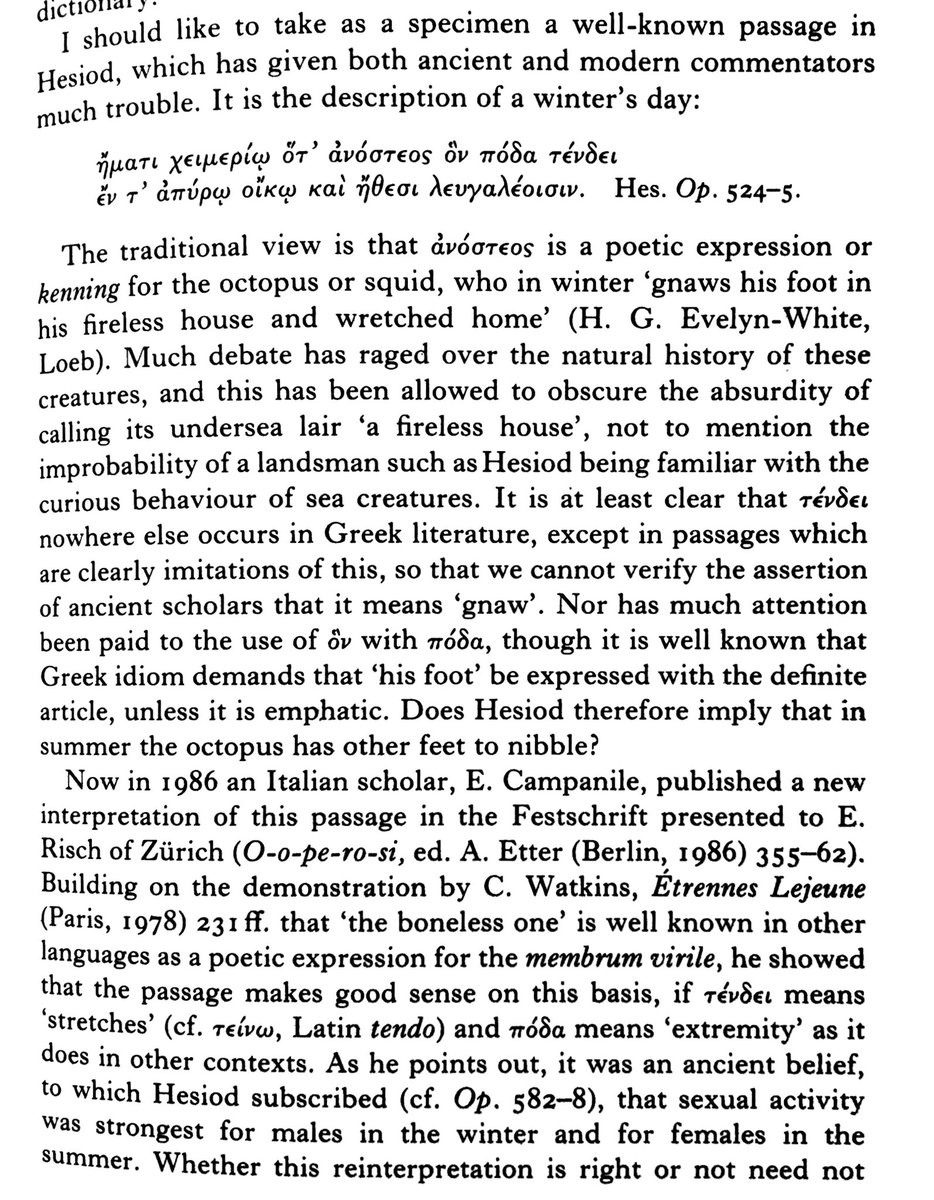 dictionary.
I should like to take as a specimen a well-known passage in
Hesiod, which has given both ancient and modern commentators
much trouble. It is the description of a winter's day:
ἤματι χειμερίῳ ὅτ' ἀνόστεος ὃν πόδα τένδει
ἔν τ' ἀπύρῳ οἴκῳ καὶ ἤθεσι λευγαλέοισιν. Hes. Op. 524–5.
The traditional view is that ἀνόστεος is a poetic expression or
kenning for the octopus or squid, who in winter 'gnaws his foot in
his fireless house and wretched home' (H. G. Evelyn-White,
Loeb). Much debate has raged over the natural history of these
creatures, and this has been allowed to obscure the absurdity of
calling its undersea lair 'a fireless house', not to mention the
improbability of a landsman such as Hesiod being familiar with the
curious behaviour of sea creatures. It is at least clear that τένδει
nowhere else occurs in Greek literature, except in passages which
are clearly imitations of this, so that we cannot verify the assertion
of ancient scholars that it means 'gnaw'. Nor has much attention
been paid to the use of ὃν with πόδα, though it is well known that
Greek idiom demands that 'his foot' be expressed with the definite
article, unless it is emphatic. Does Hesiod therefore imply that in
summer the octopus has other feet to nibble?
Now in 1986 an Italian scholar, E. Campanile, published a new
interpretation of this passage in the Festschrift presented to E.
Risch of Zürich (O-o-pe-ro-si, ed. A. Etter (Berlin, 1986) 355–62).
Building on the demonstration by C. Watkins, Étrennes Lejeune
(Paris, 1978) 231 ff. that 'the boneless one' is well known in other
languages as a poetic expression for the membrum virile, he showed
that the passage makes good sense on this basis, if τένδει means
'stretches' (cf. τείνω, Latin tendo) and πόδα means 'extremity' as it
does in other contexts. As he points out, it was an ancient belief,
to which Hesiod subscribed (cf. Op. 582–8), that sexual activity
was strongest for males in the winter and for females in the
summer. Whether this reinterpretation is right or not need not